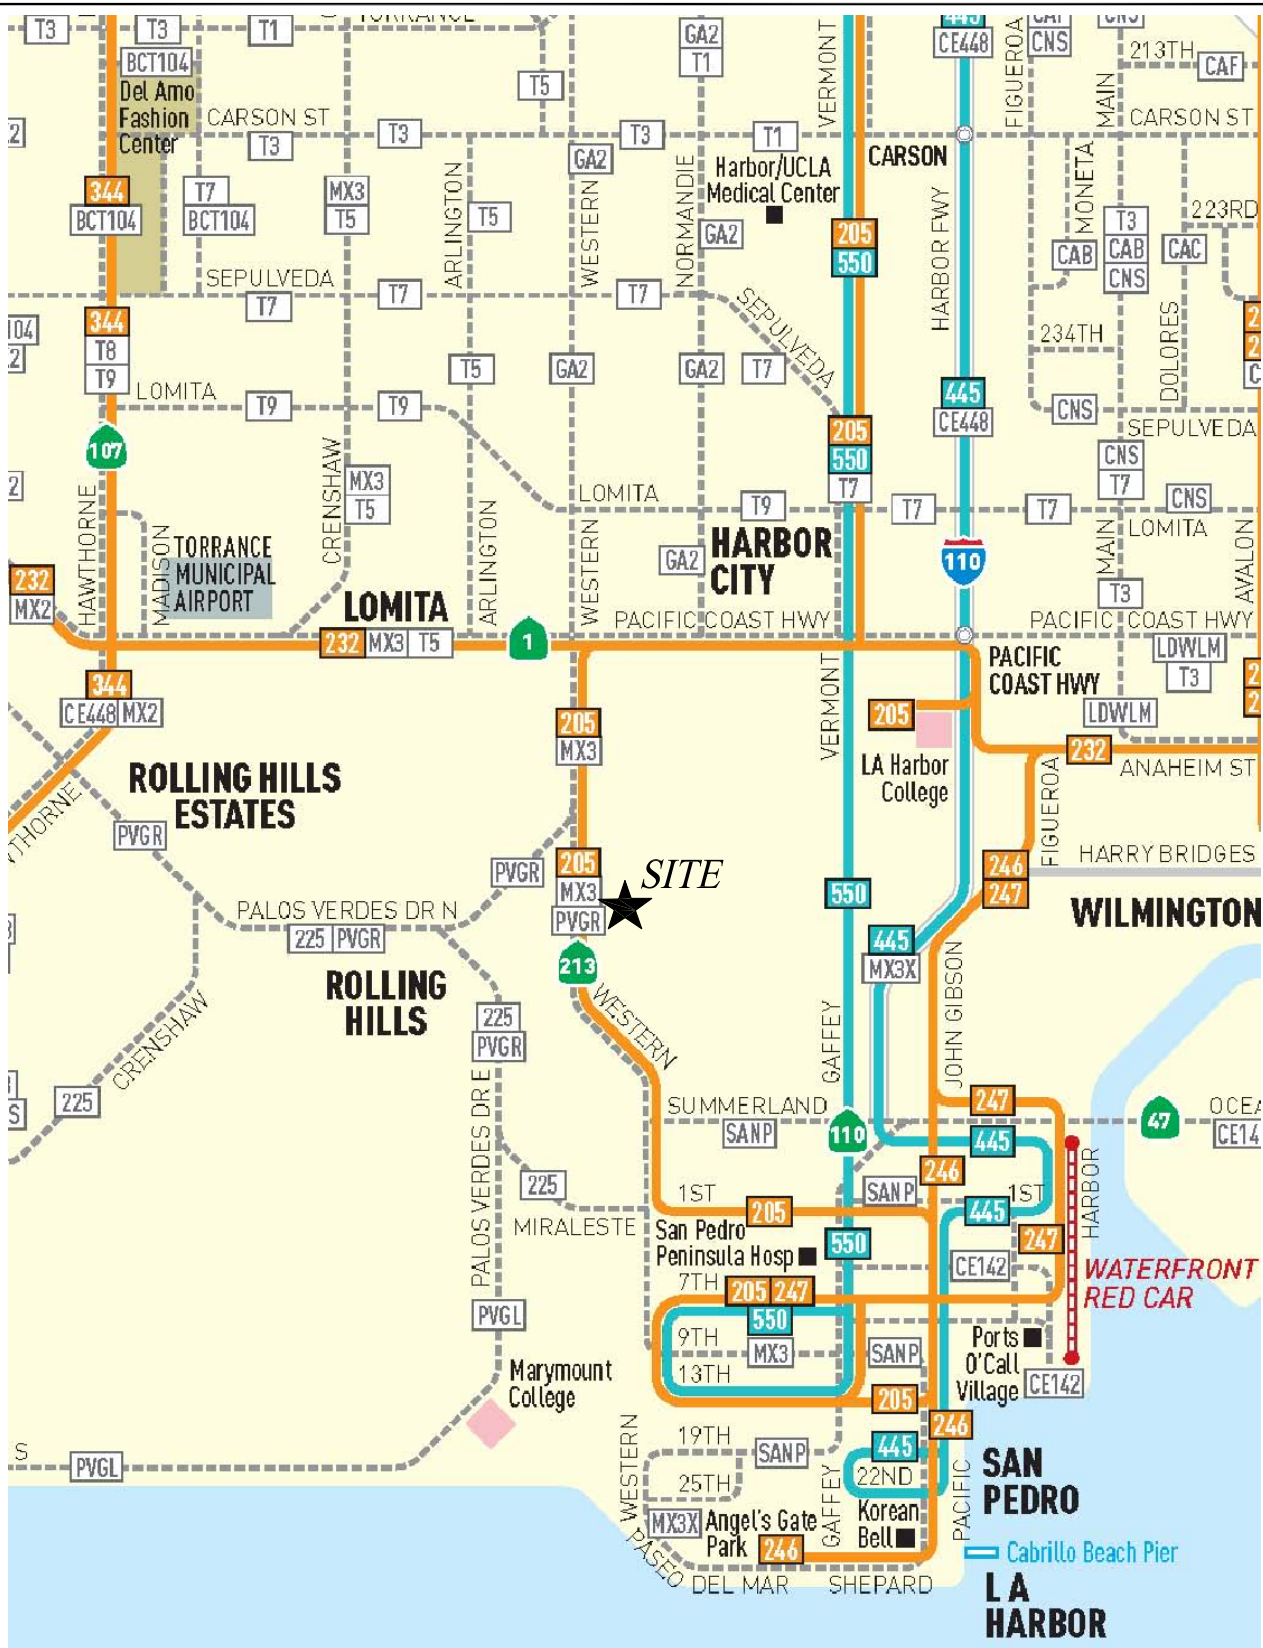 TORRANCE
T3
T3
T1
BCT104
Del Amo
Fashion
Center
CARSON ST
T3
T3
T5
GA2
T1
T3
T1
VERMONT
445
CE448
FIGUEROA
CNS
MAIN
213TH
CAF
CARSON ST
CARSON
Harbor/UCLA
Medical Center
344
BCT104
T7
BCT104
MX3
T5
ARLINGTON
T5
GA2
WESTERN
NORMANDIE
GA2
205
550
HARBOR FWY
MONETA
CAB
T3
CAB
CNS
CAC
223RD
SEPULVEDA
T7
T7
T7
SEPULVEDA
344
T8
T9
T5
GA2
GA2
T7
234TH
DOLORES
LOMITA
T9
T9
445
CE448
CNS
SEPULVEDA
107
205
550
T7
CRENSHAW
MX3
T5
LOMITA
T9
T7
T7
CNS
T7
CNS
LOMITA
HAWTHORNE
MADISON
TORRANCE
MUNICIPAL
AIRPORT
ARLINGTON
WESTERN
GA2
HARBOR
CITY
110
MAIN
T3
AVALON
232
MX2
LOMITA
PACIFIC COAST HWY
PACIFIC COAST HWY
232 MX3 T5
1
PACIFIC
COAST HWY
LDWLM
T3
344
CE448 MX2
205
MX3
VERMONT
205
LA Harbor
College
LDWLM
232
ANAHEIM ST
ROLLING HILLS
ESTATES
PVGR
PVGR
205
MX3
PVGR
SITE
550
FIGUEROA
246
247
HARRY BRIDGES
WILMINGTON
PALOS VERDES DR N
225 PVGR
213
445
MX3X
ROLLING
HILLS
WESTERN
GAFFEY
JOHN GIBSON
CRENSHAW
225
225
PVGR
PALOS VERDES DR E
SUMMERLAND
SANP
110
247
445
47
225
MIRALESTE
1ST
205
SANP
246
445
1ST
247
HARBOR
San Pedro
Peninsula Hosp
550
CE142
WATERFRONT
RED CAR
7TH
205 247
550
PVGL
9TH
MX3
SANP
13TH
Ports
O'Call
Village
CE142
Marymount
College
205
246
PVGL
WESTERN
19TH
SANP
25TH
445
22ND
GAFFEY
PACIFIC
SAN
PEDRO
MX3X
Angel's Gate
Park
246
Korean
Bell
Cabrillo Beach Pier
PASEO
DEL MAR
SHEPARD
LA
HARBOR